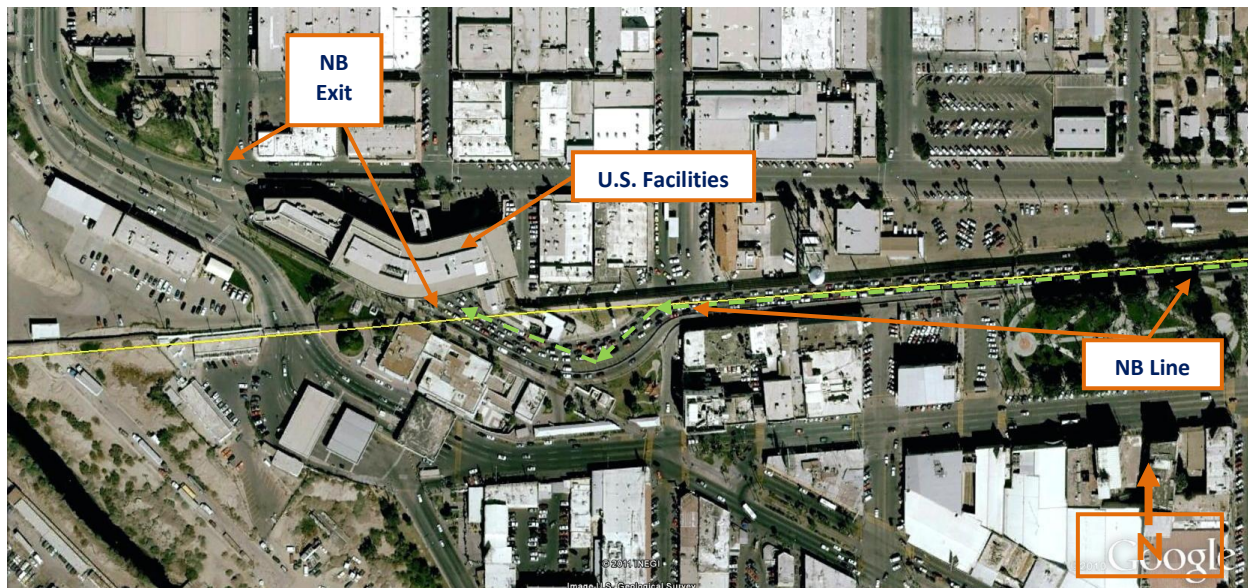 NB
Exit
U.S. Facilities
NB Line
N
Google
© 2011 INEGI
Image U.S. Geological Survey